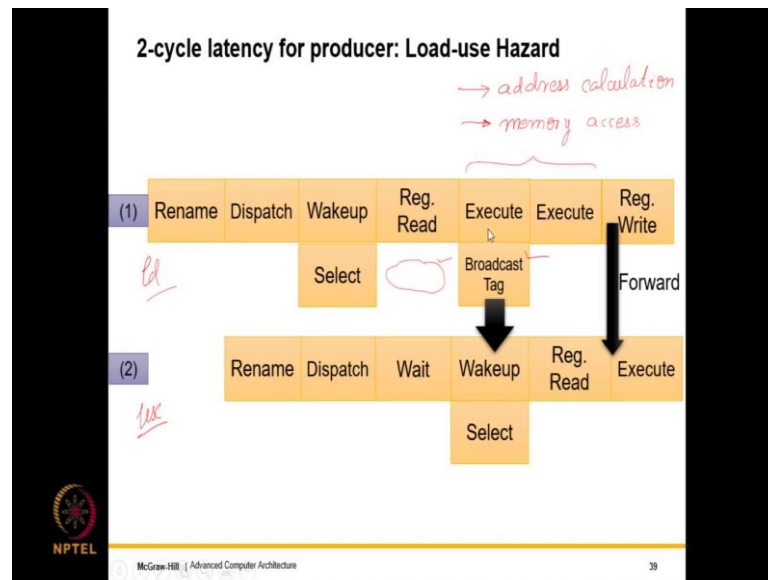 2-cycle latency for producer: Load-use Hazard
→ address calculation
→ memory access
(1) Rename Dispatch Wakeup Reg. Read Execute Execute Reg. Write
ld Select Broadcast Tag Forward
(2) Rename Dispatch Wait Wakeup Reg. Read Execute
use Select
NPTEL
McGraw-Hill | Advanced Computer Architecture 39